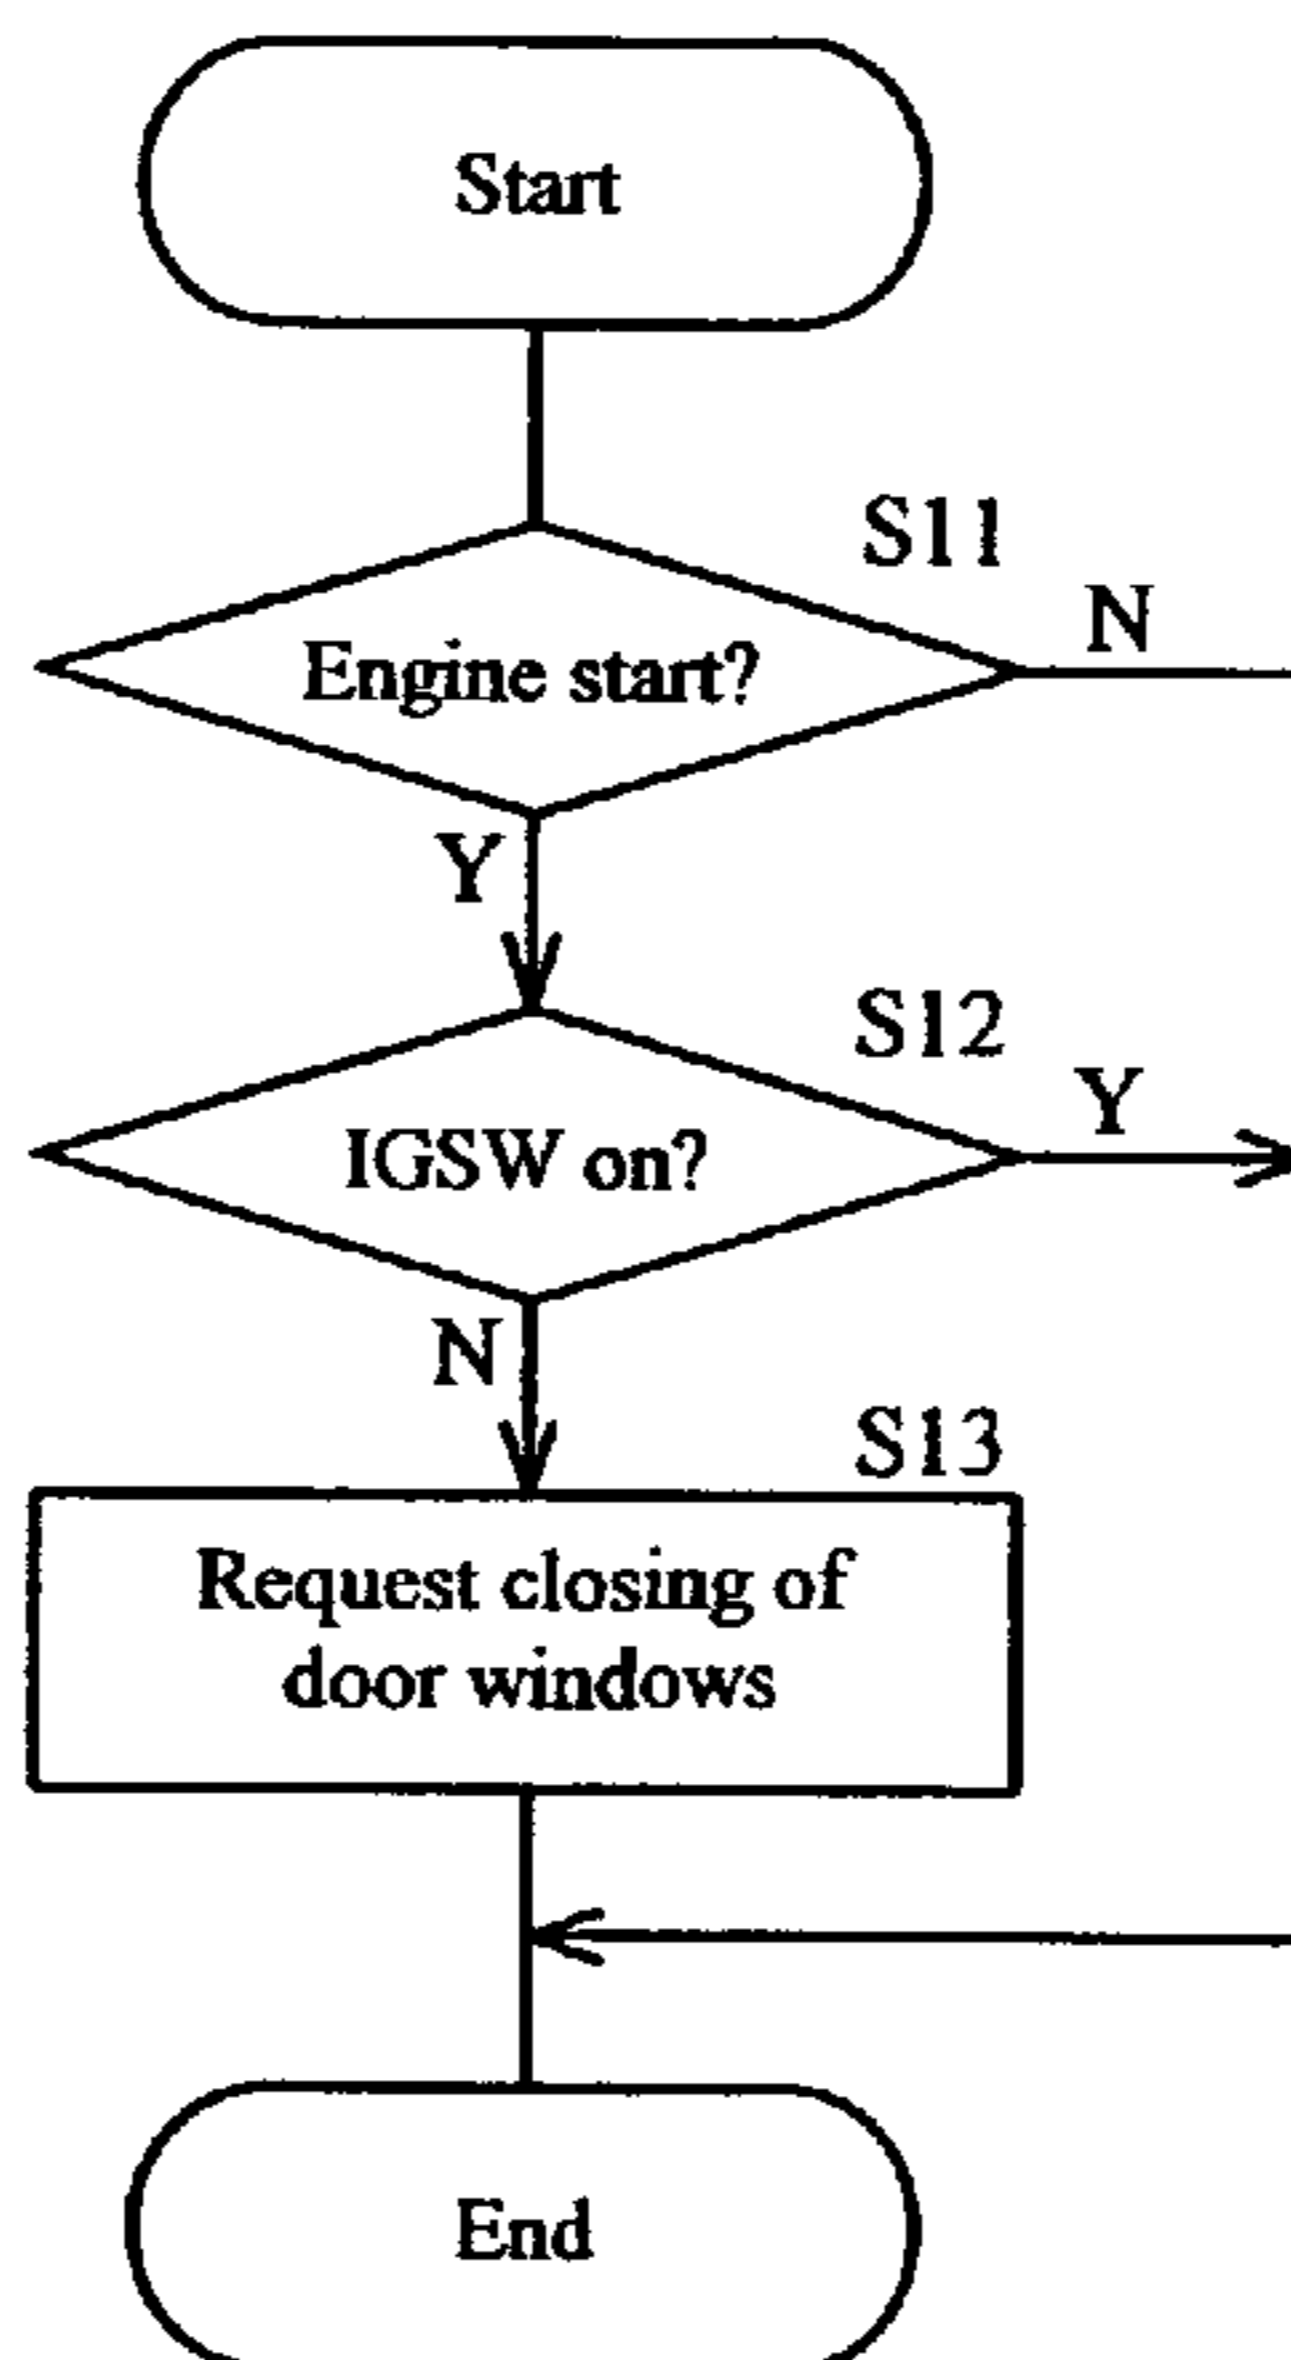 Start
S11
N
Engine start?
Y
S12
Y
IGSW on?
N
S13
Request closing of
door windows
End